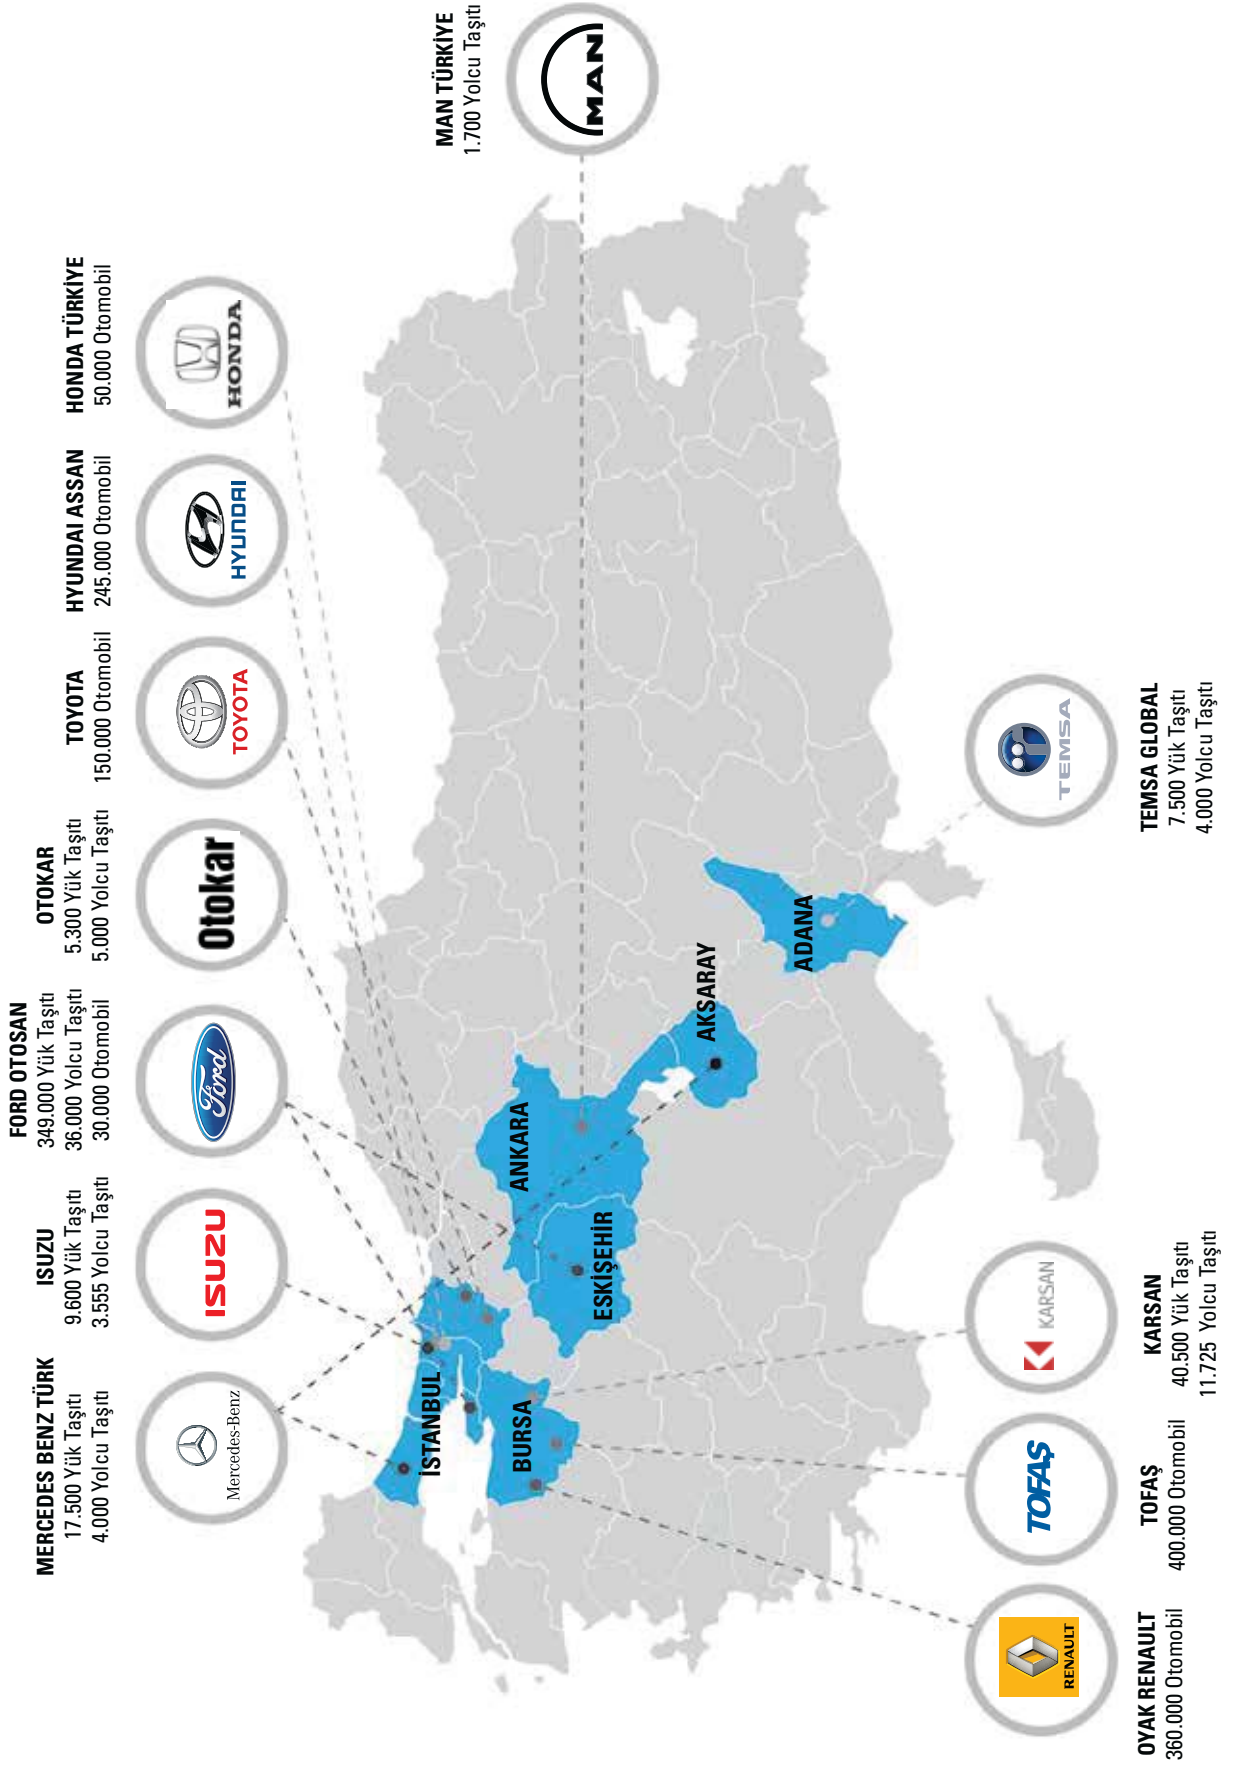 MERCEDES BENZ TÜRK
17.500 Yük Taşıtı
4.000 Yolcu Taşıtı
Mercedes-Benz
ISUZU
9.600 Yük Taşıtı
3.555 Yolcu Taşıtı
ISUZU
FORD OTOSAN
349.000 Yük Taşıtı
36.000 Yolcu Taşıtı
30.000 Otomobil
Ford
OTOKAR
5.300 Yük Taşıtı
5.000 Yolcu Taşıtı
Otokar
TOYOTA
150.000 Otomobil
TOYOTA
HYUNDAI ASSAN
245.000 Otomobil
HYUNDAI
HONDA TÜRKİYE
50.000 Otomobil
HONDA
MAN TÜRKİYE
1.700 Yolcu Taşıtı
MAN
İSTANBUL
BURSA
ESKİŞEHİR
ANKARA
AKSARAY
ADANA
RENAULT
OYAK RENAULT
360.000 Otomobil
TOFAŞ
TOFAŞ
400.000 Otomobil
KARSAN
KARSAN
40.500 Yük Taşıtı
11.725 Yolcu Taşıtı
TEMSA
TEMSA GLOBAL
7.500 Yük Taşıtı
4.000 Yolcu Taşıtı